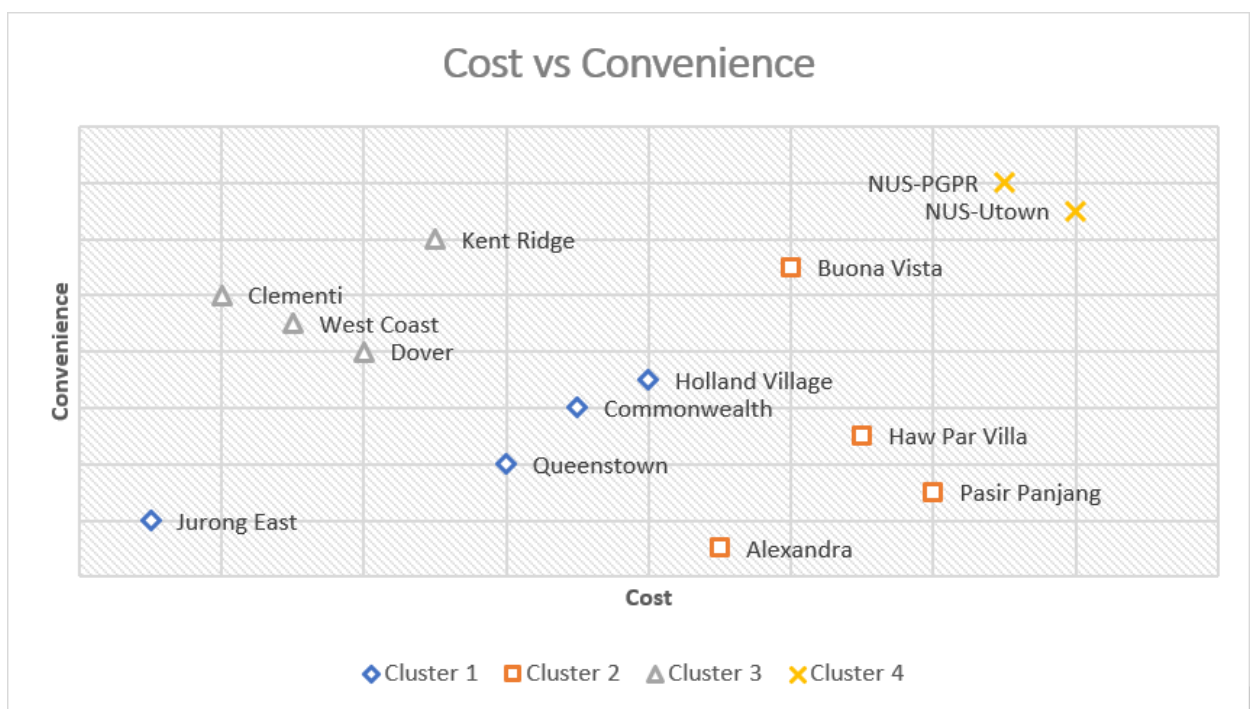 Cost vs Convenience
NUS-PGPR
NUS-Utown
Kent Ridge
Buona Vista
Clementi
West Coast
Dover
Holland Village
Commonwealth
Haw Par Villa
Queenstown
Pasir Panjang
Jurong East
Alexandra
Convenience
Cost
Cluster 1 Cluster 2 Cluster 3 Cluster 4